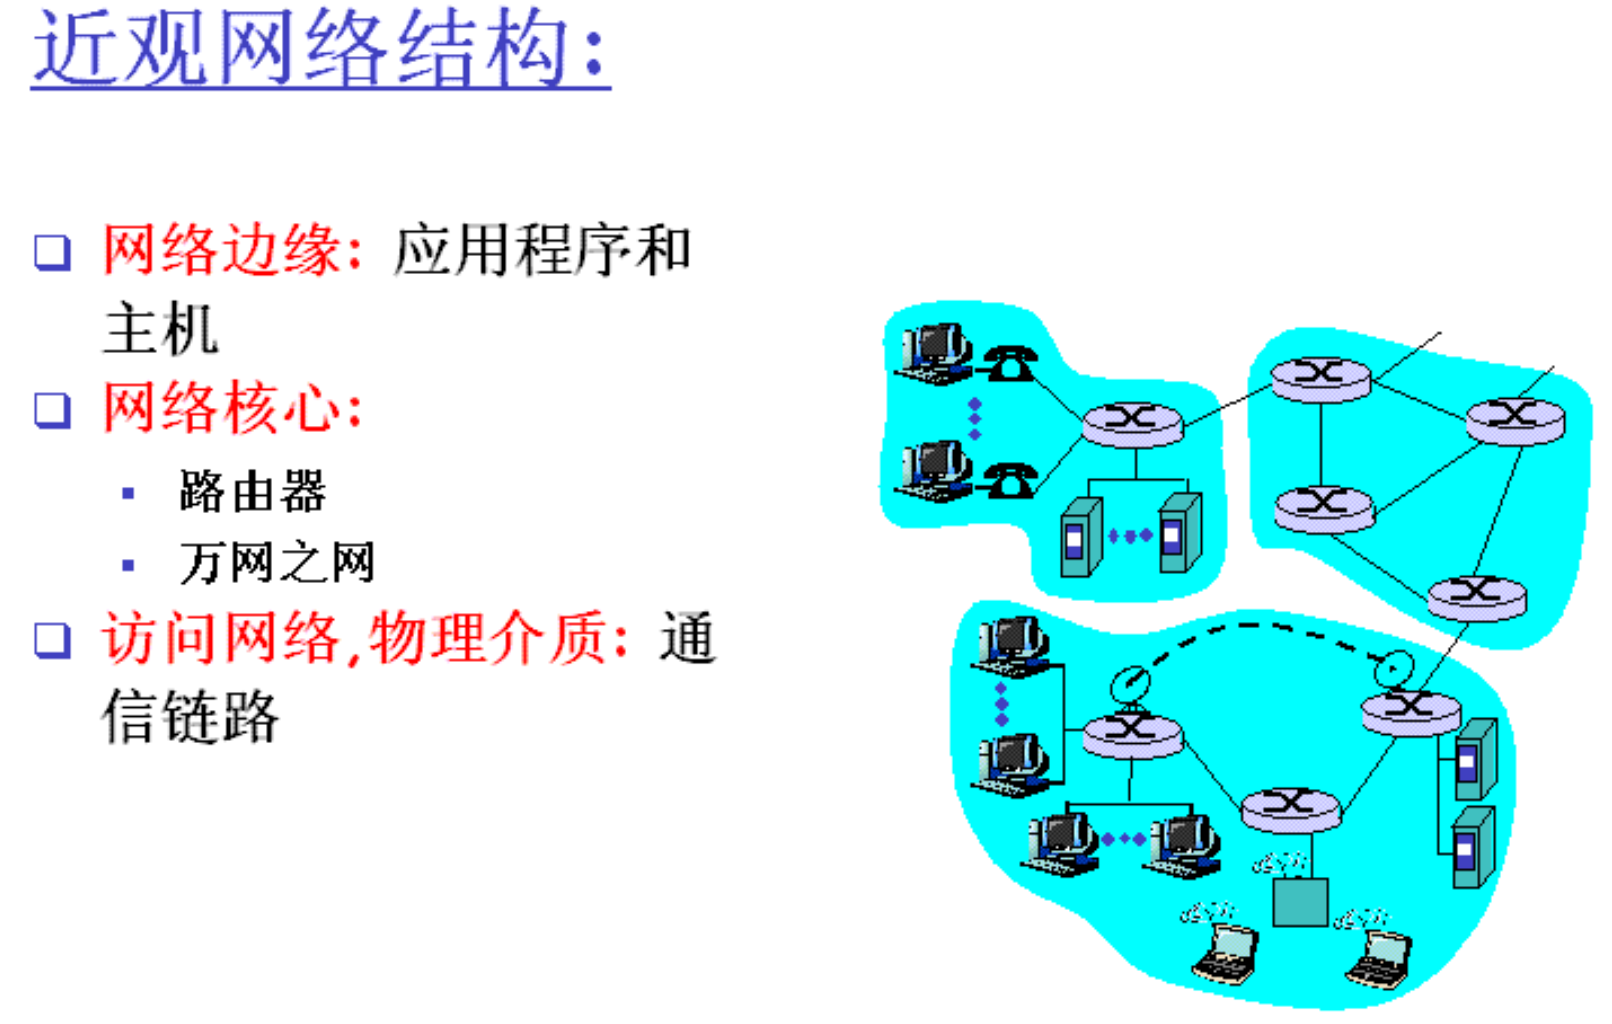 近观网络结构:
网络边缘: 应用程序和
主机
网络核心:
路由器
万网之网
访问网络,物理介质: 通
信链路